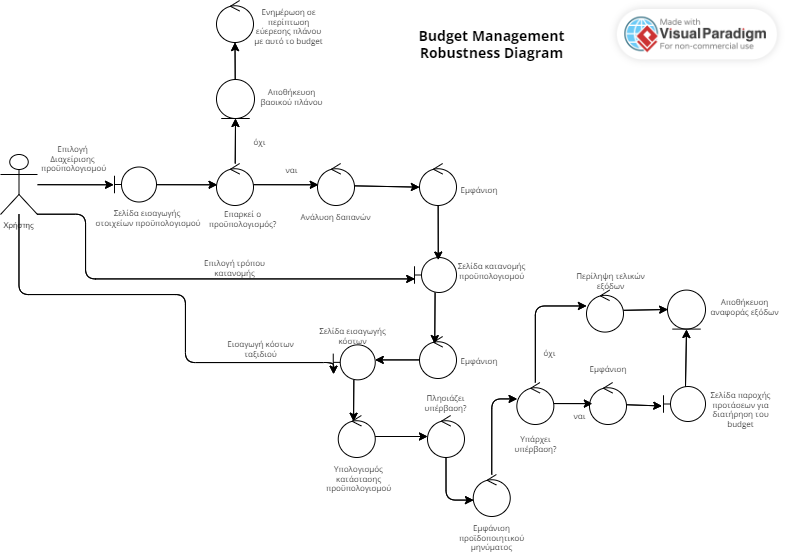 Ενημέρωση σε
περίπτωση
εύρεσης πλάνου
με αυτό το budget
Budget Management
Robustness Diagram
Made with
VisualParadigm
For non-commercial use
Αποθήκευση
βασικού πλάνου
όχι
Επιλογή
Διαχείρισης
προϋπολογισμού
ναι
Χρήστης
Σελίδα εισαγωγής
στοιχείων προϋπολογισμού
Επαρκεί ο
προϋπολογισμός?
Ανάλυση δαπανών
Εμφάνιση
Επιλογή τρόπου
κατανομής
Σελίδα κατανομής
προϋπολογισμού
Περίληψη τελικών
εξόδων
Αποθήκευση
αναφοράς εξόδων
Εισαγωγή κόστων
ταξιδιού
Σελίδα εισαγωγής
κόστων
Εμφάνιση
όχι
Εμφάνιση
Πλησιάζει
υπέρβαση?
ναι
Σελίδα παροχής
προτάσεων για
διατήρηση του
budget
Υπάρχει
υπέρβαση?
Υπολογισμός
κατάστασης
προϋπολογισμού
Εμφάνιση
προϊδοποιητικού
μηνύματος